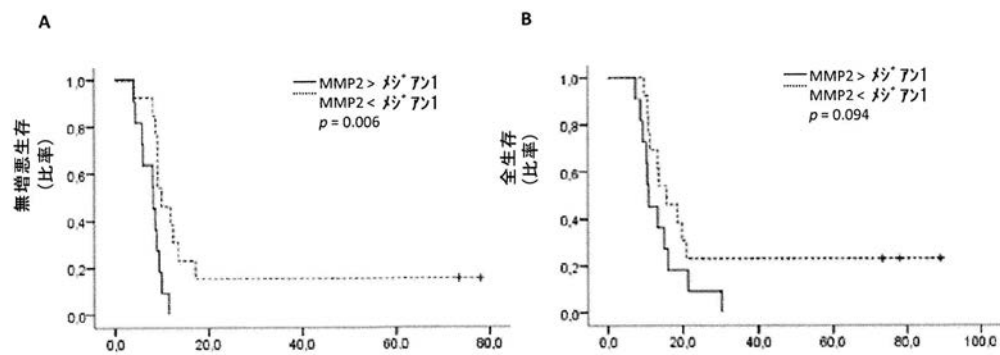 A
MMP2 > メジアン1
MMP2 < メジアン1
p = 0.006
無増悪生存
(比率)
1,0
0,8
0,6
0,4
0,2
0,0
0,0 20,0 40,0 60,0 80,0
B
MMP2 > メジアン1
MMP2 < メジアン1
p = 0.094
全生存
(比率)
1,0
0,8
0,6
0,4
0,2
0,0
0,0 20,0 40,0 60,0 80,0 100,0